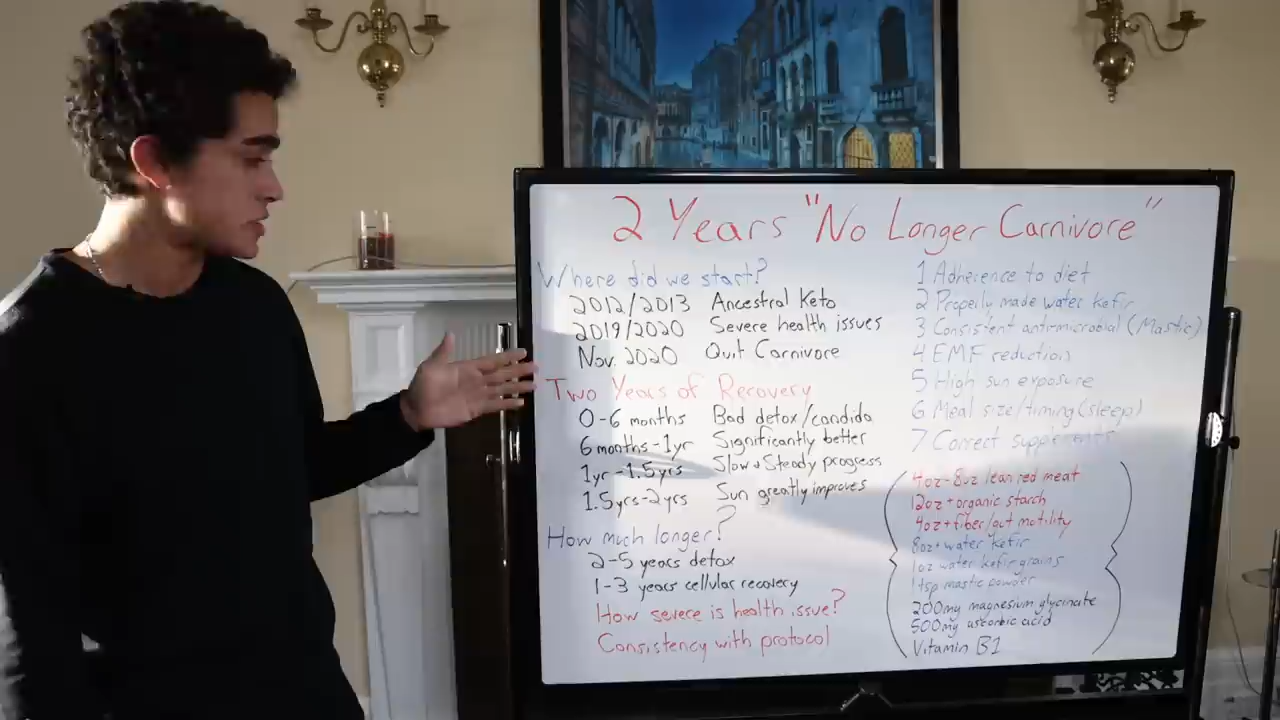 2 Years "No Longer Carnivore"
Where did we start?
2012/2013 Ancestral Keto
2019/2020 Severe health issues
Nov. 2020 Quit Carnivore
Two Years of Recovery
0-6 months Bad detox/candida
6 months-1yr Significantly better
1yr-1.5yrs Slow + Steady progress
1.5yrs-2yrs Sun greatly improves
How much longer?
2-5 years detox
1-3 years cellular recovery
How severe is health issue?
Consistency with protocol
1 Adherence to diet
2 Properly made water kefir
3 Consistent antimicrobial (Mastic)
4 EMF reduction
5 High sun exposure
6 Meal size/timing (sleep)
7 Correct supplements
4oz-8oz lean red meat
12oz+organic starch
4oz+fiber/gut motility
8oz+water kefir
1oz water kefir grains
1tsp mastic powder
200mg magnesium glycinate
500mg ascorbic acid
Vitamin B1